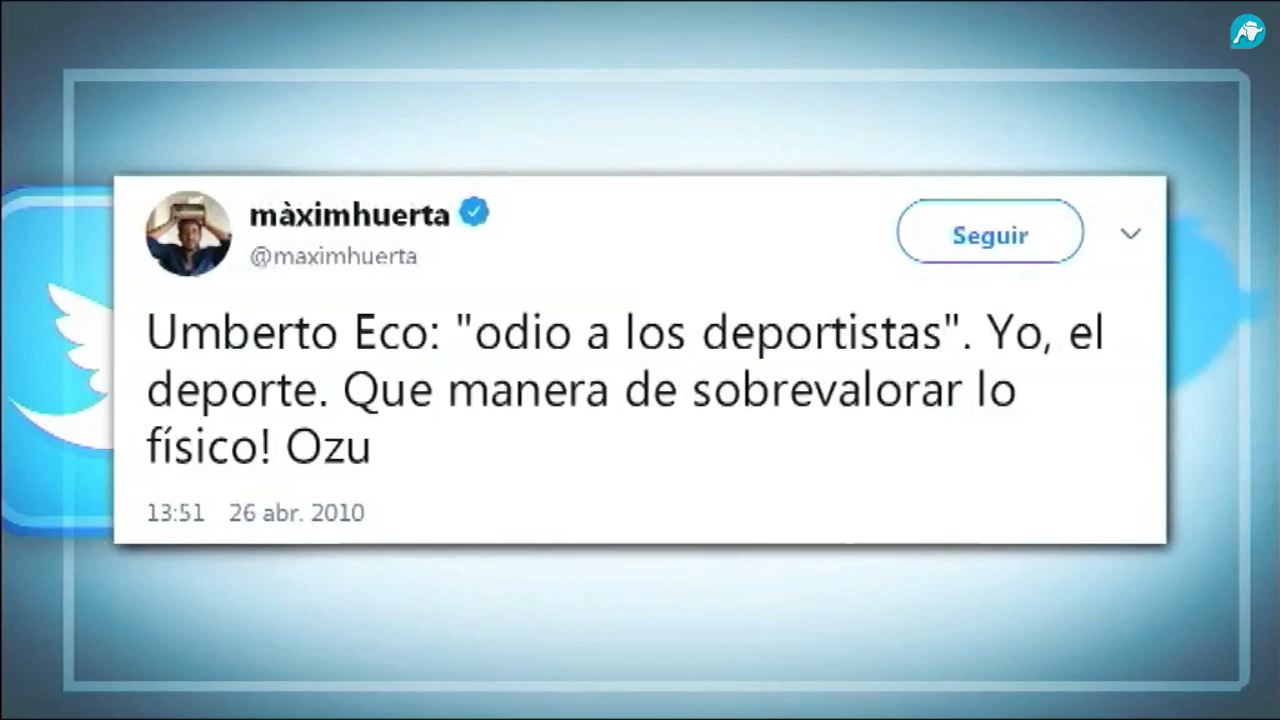 màximhuerta
@maximhuerta
Seguir
Umberto Eco: "odio a los deportistas". Yo, el
deporte. Que manera de sobrevalorar lo
físico! Ozu
13:51 26 abr. 2010